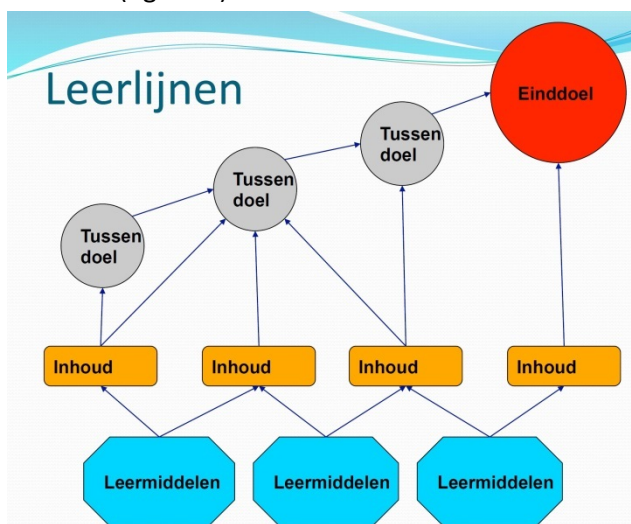 Leerlijnen
Einddoel
Tussen
doel
Tussen
doel
Tussen
doel
Inhoud
Inhoud
Inhoud
Inhoud
Leermiddelen
Leermiddelen
Leermiddelen